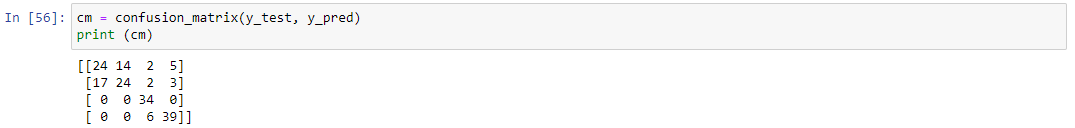 In [56]: cm = confusion_matrix(y_test, y_pred)
print (cm)
[[24 14  2  5]
 [17 24  2  3]
 [ 0  0 34  0]
 [ 0  0  6 39]]